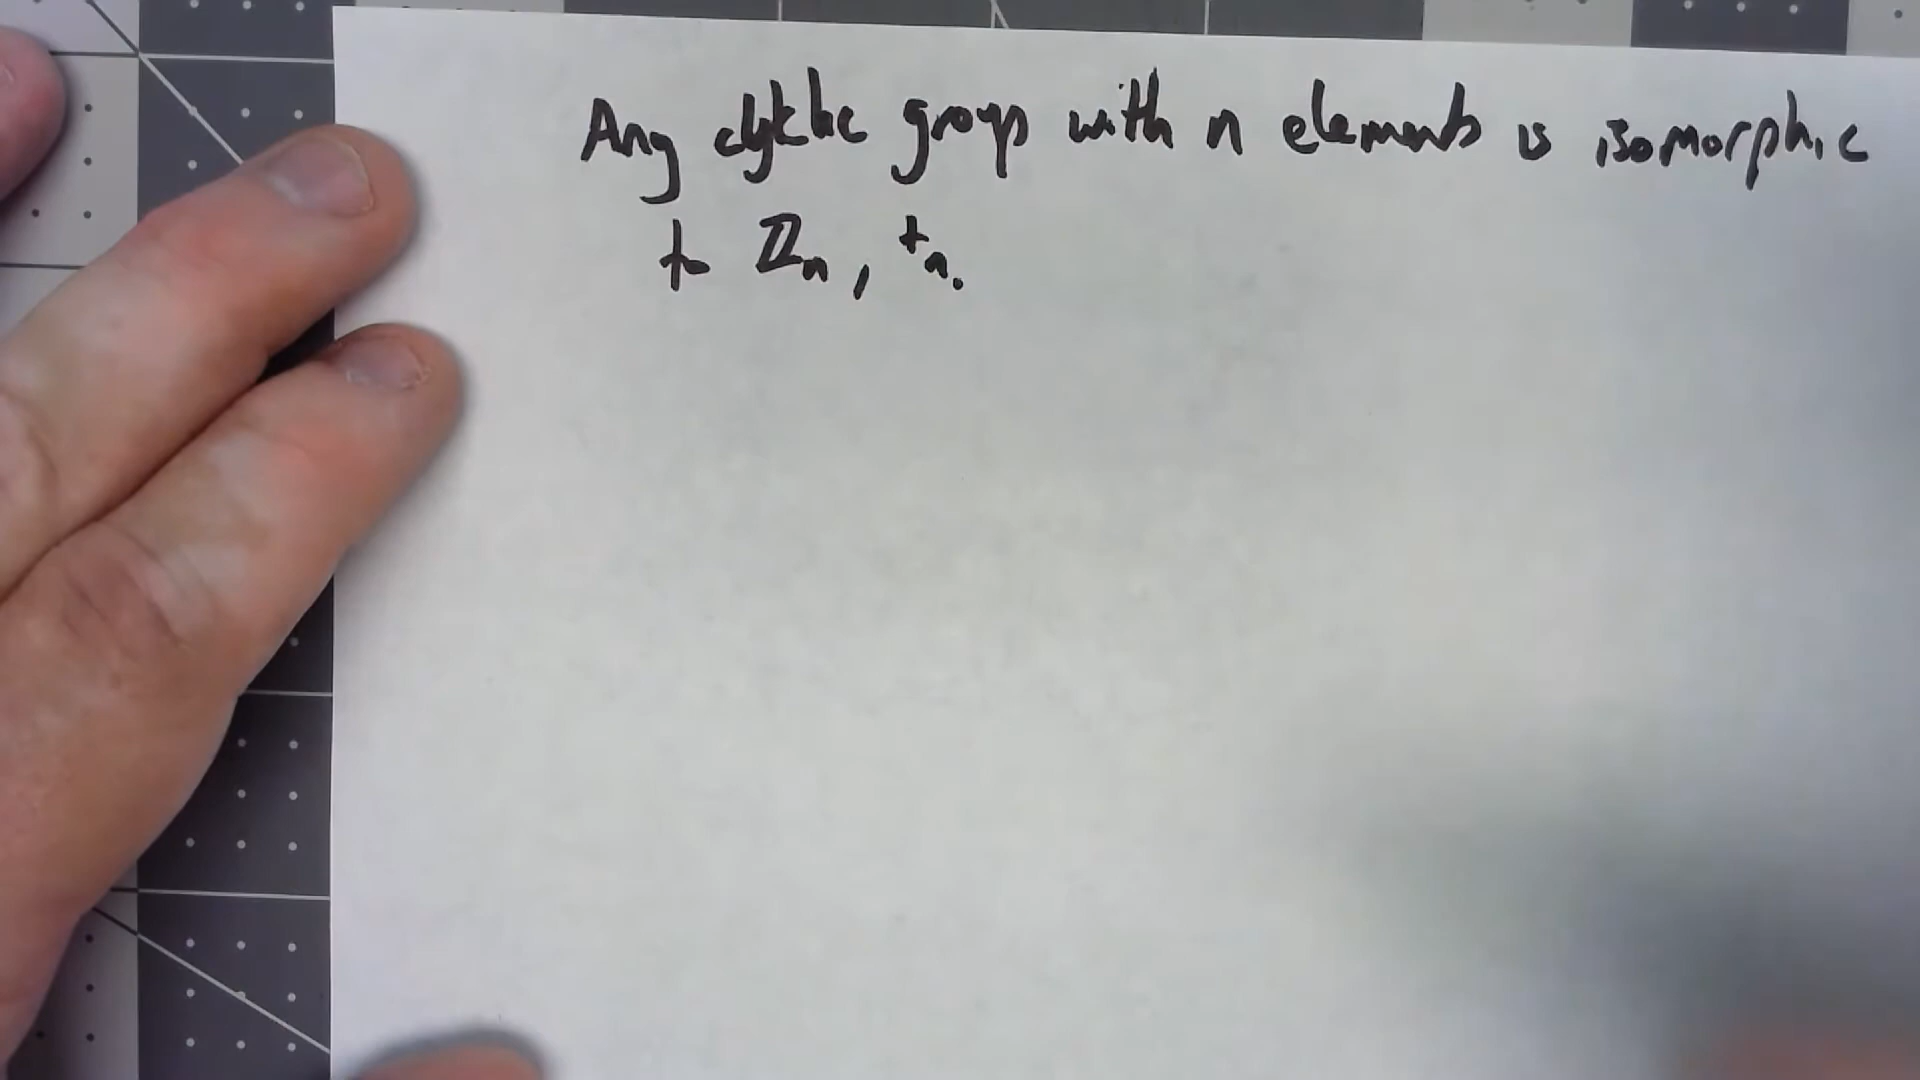 Any cyclic group with n elements is isomorphic
to ℤn, +n.